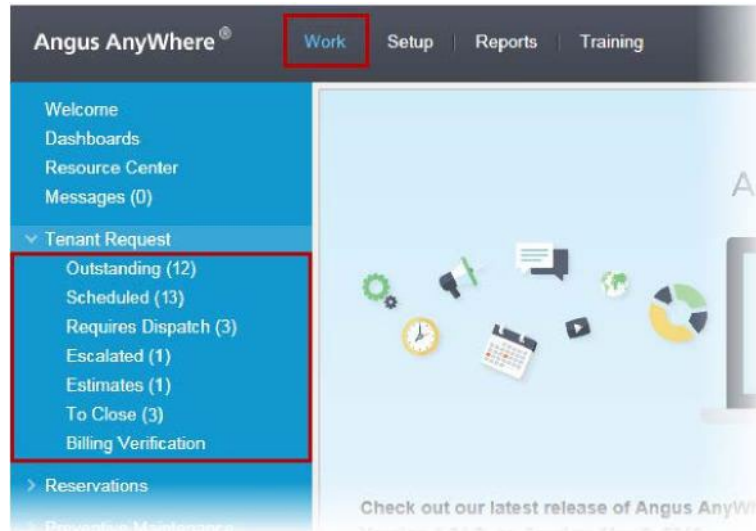 Angus AnyWhere®
Work Setup Reports Training
Welcome
Dashboards
Resource Center
Messages (0)
Tenant Request
Outstanding (12)
Scheduled (13)
Requires Dispatch (3)
Escalated (1)
Estimates (1)
To Close (3)
Billing Verification
Reservations
Preventive Maintenance
A
Check out our latest release of Angus AnyW